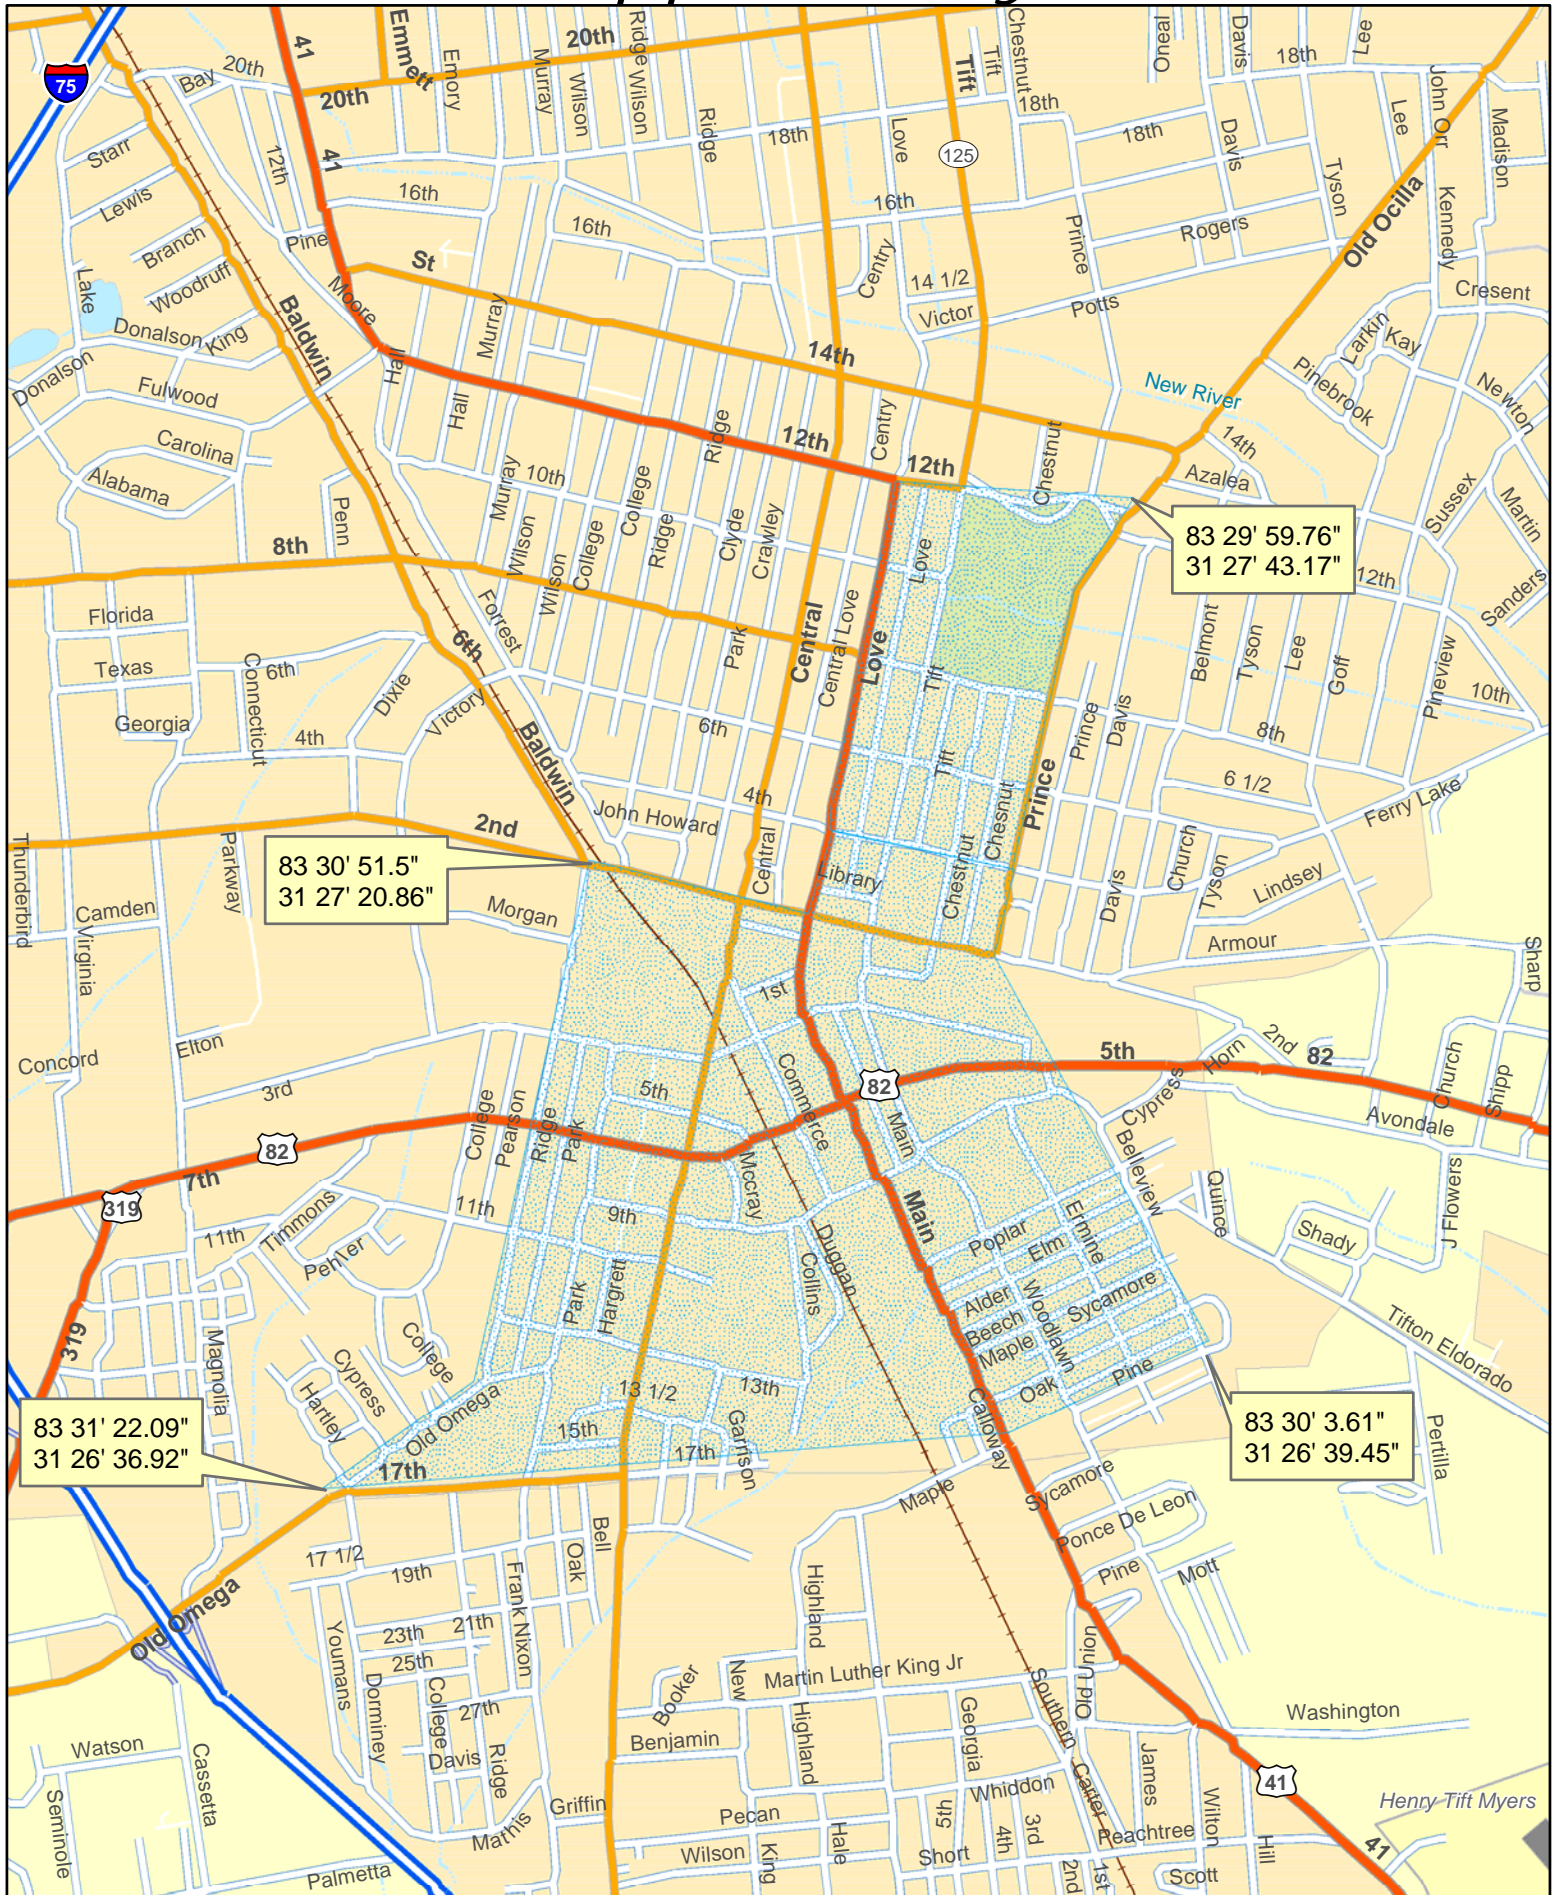 41
Emmett
Emory
Murray
Wilson
20th
Ridge
Wilson
Tift
Tift
Chestnut
Oneal
Davis
18th
Lee
75
Bay
20th
20th
Ridge
18th
Love
125
18th
18th
Davis
Lee
John Orr
Madison
Starr
12th
41
Lewis
16th
16th
16th
Tyson
Old Ocilla
Kennedy
Branch
Pine
St
Prince
Rogers
Lake
Woodruff
Moore
Centry
14 1/2
Victor
Potts
Cresent
Donalson
King
Baldwin
Murray
14th
Larkin
Kay
Donalson
Fulwood
Hall
Hall
New River
Pinebrook
Newton
Carolina
Ridge
12th
Centry
12th
Chestnut
14th
Azalea
Alabama
Penn
10th
Murray
College
Sussex
Martin
83 29' 59.76"
31 27' 43.17"
8th
Wilson
Wilson
College
Ridge
Clyde
Crawley
Love
12th
Sanders
Florida
Texas
Connecticut
6th
6th
Forrest
Park
Central
Central Love
Love
Tift
Belmont
Tyson
Lee
Goff
Pineview
10th
Georgia
4th
Dixie
Victory
Baldwin
6th
Tift
Prince
Davis
8th
2nd
John Howard
4th
Central
Chesnut
Prince
6 1/2
Ferry Lake
Thunderbird
Parkway
83 30' 51.5"
31 27' 20.86"
Library
Chestnut
Davis
Church
Tyson
Lindsey
Camden
Virginia
Morgan
Armour
Sharp
1st
Concord
Elton
3rd
5th
Commerce
82
5th
Horn
2nd
82
Church
Shipp
College
Pearson
Ridge
Park
Main
Cypress
Avondale
82
7th
319
Mccray
Belleview
Quince
J Flowers
11th
Timmons
11th
9th
Duggan
Main
Poplar
Elm
Ermine
Shady
Park
Hargrett
Collins
Alder
Beech
Maple
Woodlawn
Sycamore
319
Magnolia
Cypress
College
Tifton Eldorado
Hartley
13 1/2
13th
Oak
Pine
83 31' 22.09"
31 26' 36.92"
Old Omega
15th
17th
17th
Garrison
Calloway
83 30' 3.61"
31 26' 39.45"
Pertilla
Maple
Sycamore
Ponce De Leon
17 1/2
19th
Bell
Oak
Pine
Mott
Old Omega
Frank Nixon
Highland
23th
21th
25th
Youmans
Dorminey
College
27th
Booker
New
Martin Luther King Jr
Southern
Old Union
Washington
Watson
Cassetta
Davis
Ridge
Benjamin
Highland
Georgia
Carter
James
41
Seminole
Griffin
Mathis
Pecan
Whiddon
5th
4th
3rd
Peachtree
Wilton
Henry Tift Myers
Palmetta
Wilson
King
Hale
Short
2nd
1st
Scott
Hill
41